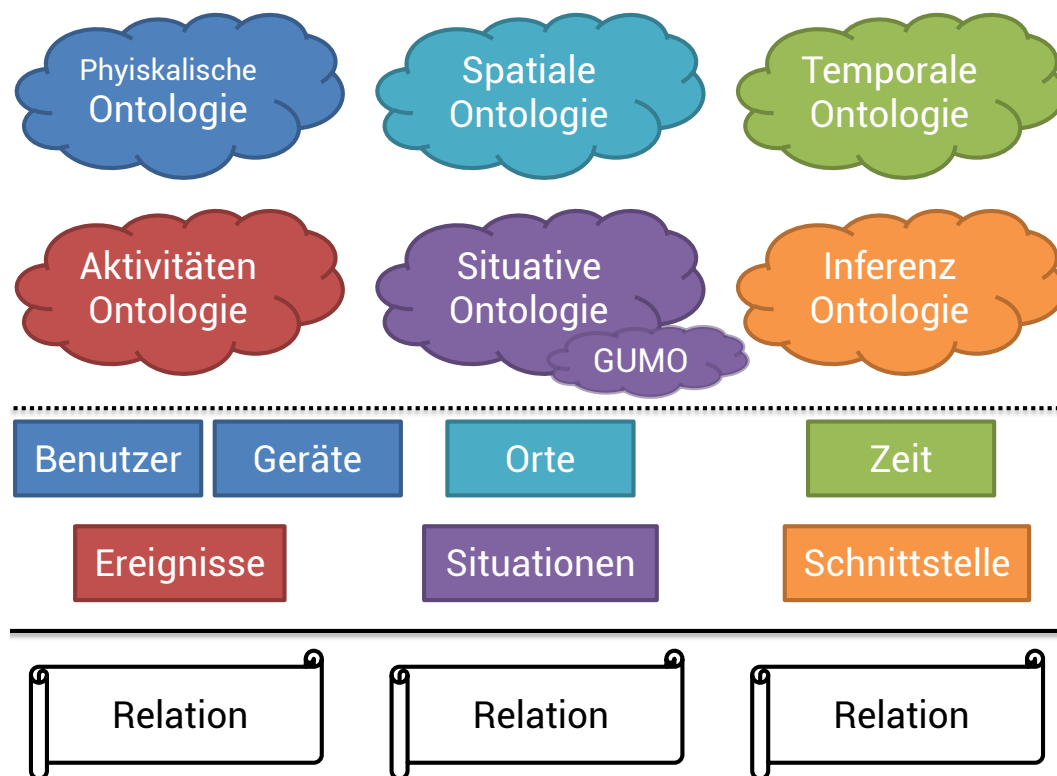 Phyiskalische
Ontologie
Spatiale
Ontologie
Temporale
Ontologie
Aktivitäten
Ontologie
Situative
Ontologie
GUMO
Inferenz
Ontologie
Benutzer
Geräte
Orte
Zeit
Ereignisse
Situationen
Schnittstelle
Relation
Relation
Relation